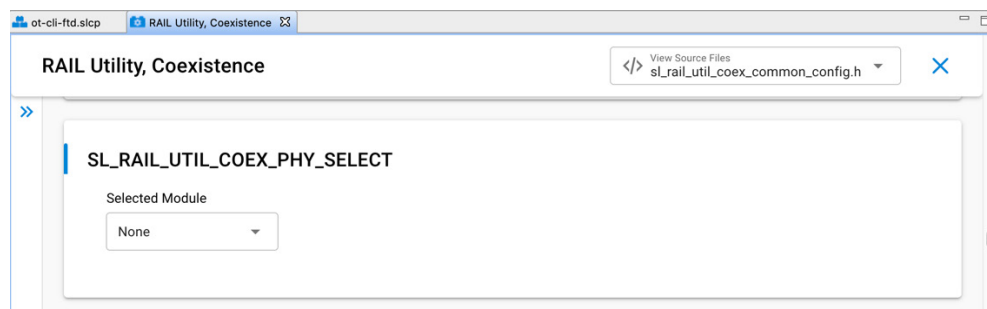 ot-cli-ftd.slcp
RAIL Utility, Coexistence
RAIL Utility, Coexistence
View Source Files
sl_rail_util_coex_common_config.h
SL_RAIL_UTIL_COEX_PHY_SELECT
Selected Module
None